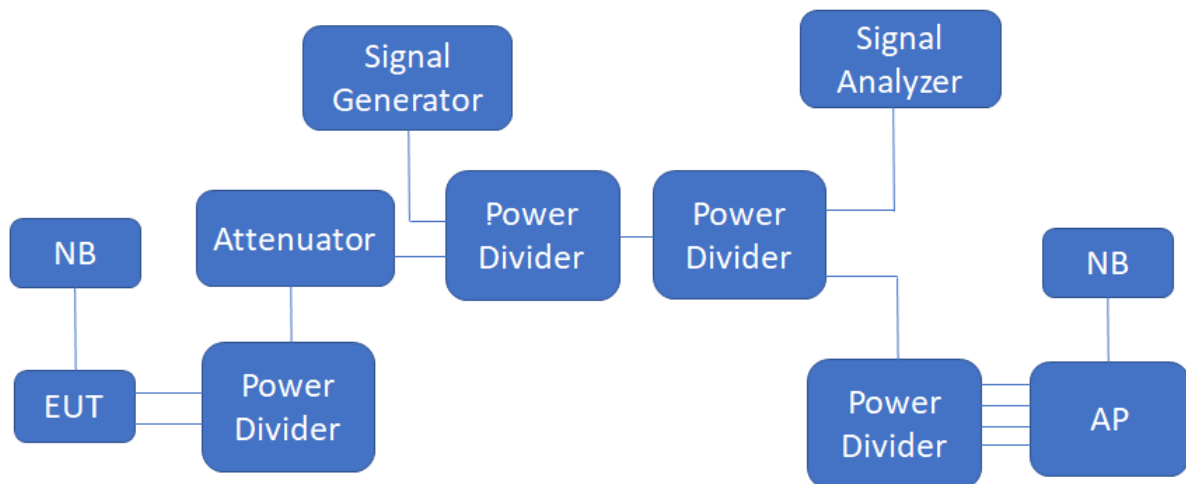 Signal
Generator
Signal
Analyzer
Attenuator
Power
Divider
Power
Divider
NB
NB
EUT
Power
Divider
Power
Divider
AP